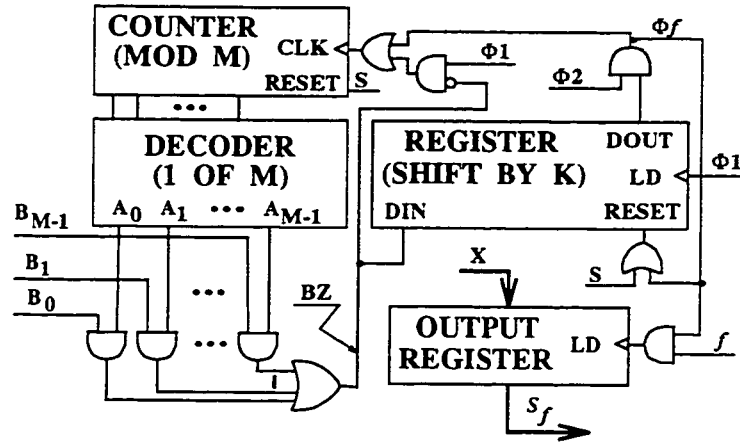 COUNTER
(MOD M)
CLK
RESET
S
Φ1
Φf
Φ2
•••
DECODER
(1 OF M)
A0 A1 ••• AM-1
REGISTER
(SHIFT BY K)
DOUT
LD
Φ1
DIN
RESET
BM-1
B1
B0
•••
•••
BZ
X
S
OUTPUT
REGISTER
LD
f
Sf